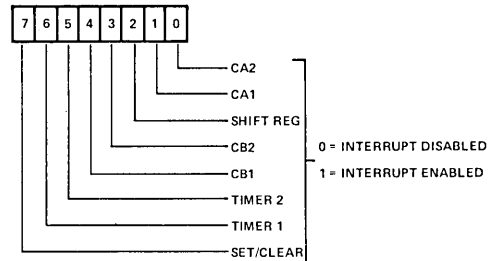 7 6 5 4 3 2 1 0
CA2
CA1
SHIFT REG
CB2
CB1
TIMER 2
TIMER 1
SET/CLEAR
0 = INTERRUPT DISABLED
1 = INTERRUPT ENABLED